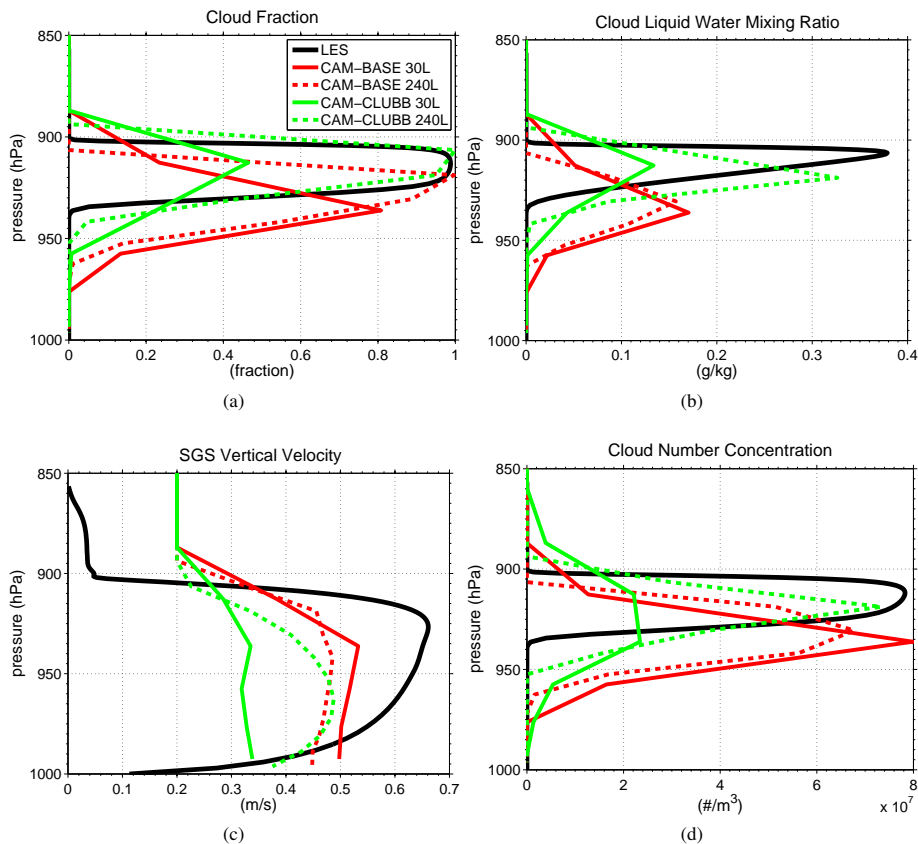 Cloud Fraction
850
900
950
1000
pressure (hPa)
0
0.2
0.4
0.6
0.8
1
(fraction)
LES
CAM−BASE 30L
CAM−BASE 240L
CAM−CLUBB 30L
CAM−CLUBB 240L
(a)
Cloud Liquid Water Mixing Ratio
850
900
950
1000
pressure (hPa)
0
0.1
0.2
0.3
0.4
(g/kg)
(b)
SGS Vertical Velocity
850
900
950
1000
pressure (hPa)
0
0.1
0.2
0.3
0.4
0.5
0.6
0.7
(m/s)
(c)
Cloud Number Concentration
850
900
950
1000
pressure (hPa)
0
2
4
6
8
x 10^7
(#/m^3)
(d)